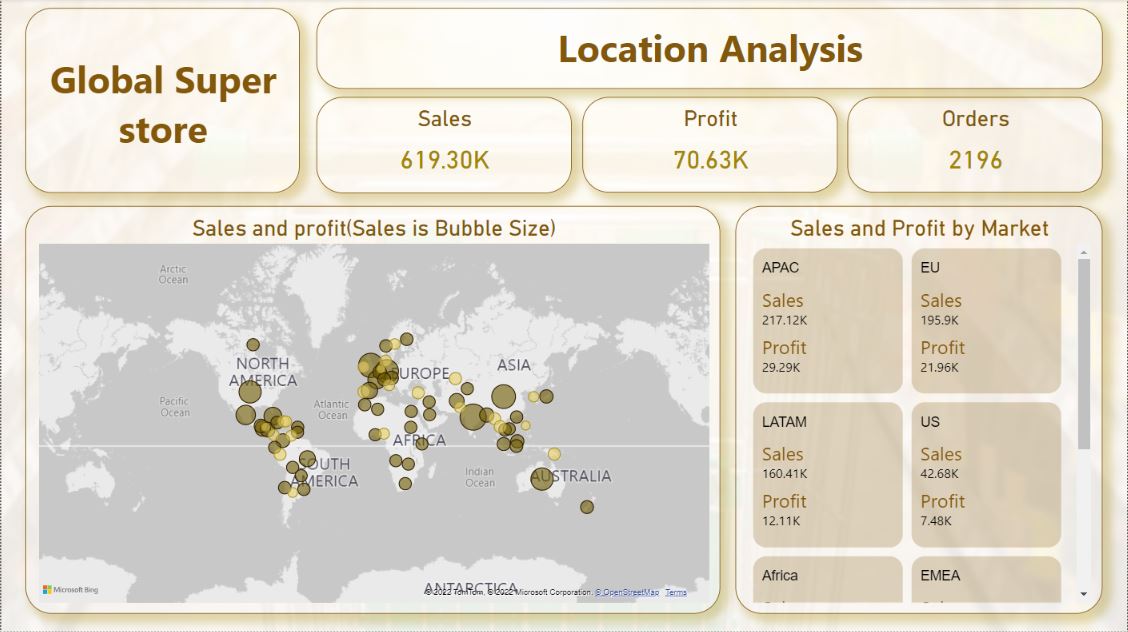 Global Super
store
Location Analysis
Sales
619.30K
Profit
70.63K
Orders
2196
Sales and profit(Sales is Bubble Size)
Arctic
Ocean
NORTH
AMERICA
EUROPE
ASIA
Pacific
Ocean
Atlantic
Ocean
AFRICA
SOUTH
AMERICA
Indian
Ocean
AUSTRALIA
ANTARCTICA
Microsoft Bing
© 2022 TomTom, © 2022 Microsoft Corporation, © OpenStreetMap Terms
Sales and Profit by Market
APAC
Sales
217.12K
Profit
29.29K
EU
Sales
195.9K
Profit
21.96K
LATAM
Sales
160.41K
Profit
12.11K
US
Sales
42.68K
Profit
7.48K
Africa
EMEA